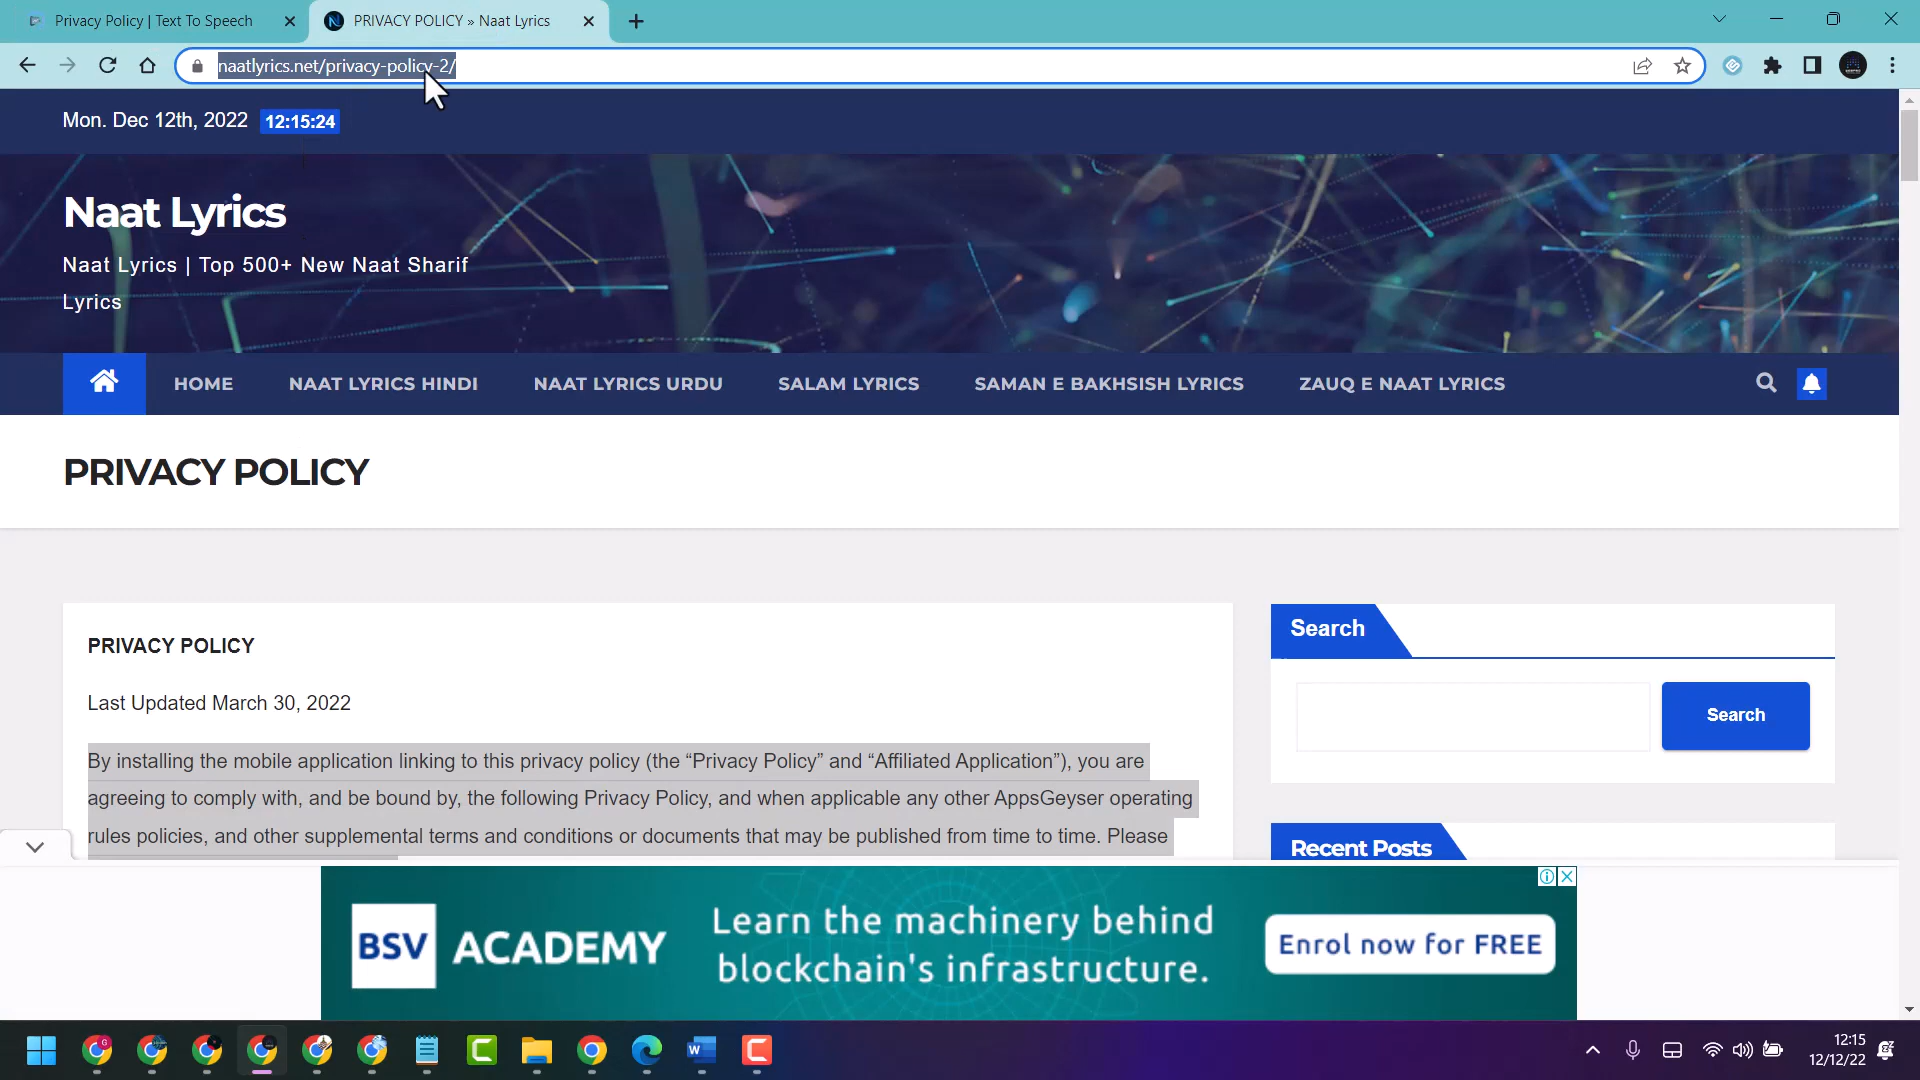 Privacy Policy | Text To Speech
PRIVACY POLICY » Naat Lyrics
naatlyrics.net/privacy-policy-2/
Mon. Dec 12th, 2022 12:15:24
Naat Lyrics
Naat Lyrics | Top 500+ New Naat Sharif
Lyrics
HOME NAAT LYRICS HINDI NAAT LYRICS URDU SALAM LYRICS SAMAN E BAKHSISH LYRICS ZAUQ E NAAT LYRICS
PRIVACY POLICY
PRIVACY POLICY
Last Updated March 30, 2022
By installing the mobile application linking to this privacy policy (the “Privacy Policy” and “Affiliated Application”), you are
agreeing to comply with, and be bound by, the following Privacy Policy, and when applicable any other AppsGeyser operating
rules policies, and other supplemental terms and conditions or documents that may be published from time to time. Please
Search
Search
Recent Posts
BSV ACADEMY
Learn the machinery behind
blockchain's infrastructure.
Enrol now for FREE
12:15
12/12/22